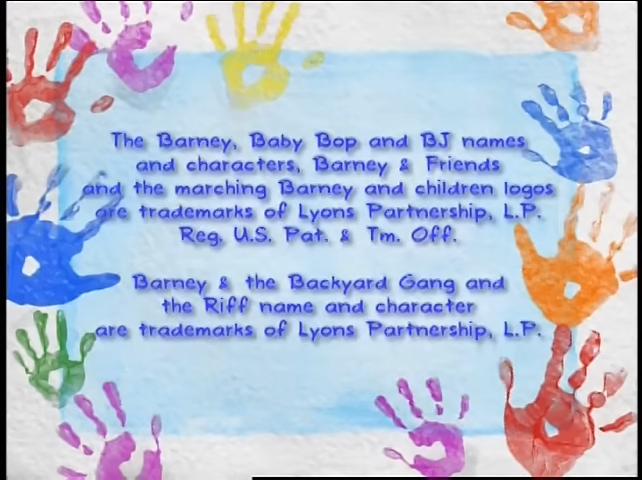 The Barney, Baby Bop and BJ names
and characters, Barney & Friends
and the marching Barney and children logos
are trademarks of Lyons Partnership, L.P.
Reg. U.S. Pat. & Tm. Off.
Barney & the Backyard Gang and
the Riff name and character
are trademarks of Lyons Partnership, L.P.